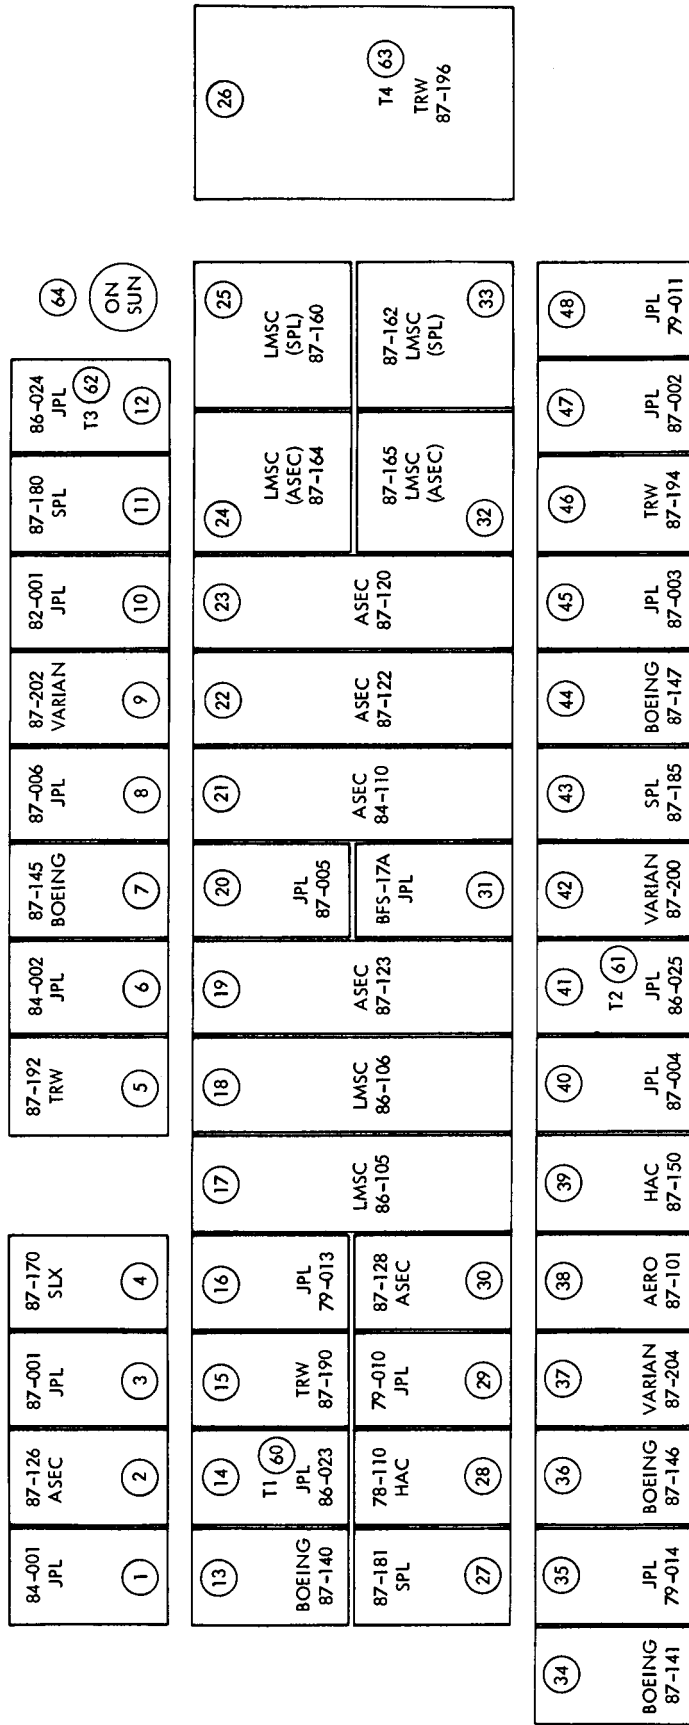 84-001
JPL
1
87-126
ASEC
2
87-001
JPL
3
87-170
SLX
4
87-192
TRW
5
84-002
JPL
6
87-145
BOEING
7
87-006
JPL
8
87-202
VARIAN
9
82-001
JPL
10
87-180
SPL
11
86-024
JPL
T3 62
12
64
ON
SUN
13
BOEING
87-140
14
T1 60
JPL
86-023
15
TRW
87-190
16
JPL
79-013
17
LMSC
86-105
18
LMSC
86-106
19
ASEC
87-123
20
JPL
87-005
21
ASEC
84-110
22
ASEC
87-122
23
ASEC
87-120
24
LMSC
(ASEC)
87-164
25
LMSC
(SPL)
87-160
26
T4 63
TRW
87-196
87-181
SPL
27
78-110
HAC
28
79-010
JPL
29
87-128
ASEC
30
BFS-17A
JPL
31
87-165
LMSC
(ASEC)
32
87-162
LMSC
(SPL)
33
34
BOEING
87-141
35
JPL
79-014
36
BOEING
87-146
37
VARIAN
87-204
38
AERO
87-101
39
HAC
87-150
40
JPL
87-004
41
T2 61
JPL
86-025
42
VARIAN
87-200
43
SPL
87-185
44
BOEING
87-147
45
JPL
87-003
46
TRW
87-194
47
JPL
87-002
48
JPL
79-011